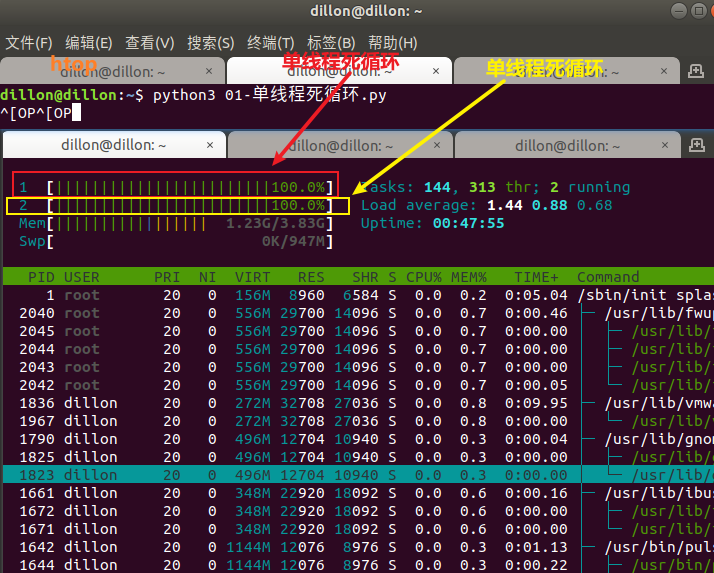 dillon@dillon: ~
文件(F) 编辑(E) 查看(V) 搜索(S) 终端(T) 标签(B) 帮助(H)
htop 单线程死循环 单线程死循环
dillon@dillon: ~ × dillon@dillon: ~ × dillon@dillon: ~ ×
dillon@dillon:~$ python3 01-单线程死循环.py
^[OP^[OP
dillon@dillon: ~ × dillon@dillon: ~ × dillon@dillon: ~ ×
1 [||||||||||||||||||||||||100.0%] Tasks: 144, 313 thr; 2 running
2 [||||||||||||||||||||||||100.0%] Load average: 1.44 0.88 0.68
Mem[||||||||||||||||| 1.23G/3.83G] Uptime: 00:47:55
Swp[ 0K/947M]
PID USER PRI NI VIRT RES SHR S CPU% MEM% TIME+ Command
1 root 20 0 156M 8960 6584 S 0.0 0.2 0:05.04 /sbin/init splas
2040 root 20 0 556M 29700 14096 S 0.0 0.7 0:00.46 ├─ /usr/lib/fwup
2045 root 20 0 556M 29700 14096 S 0.0 0.7 0:00.00 │ ├─ /usr/lib/f
2044 root 20 0 556M 29700 14096 S 0.0 0.7 0:00.00 │ ├─ /usr/lib/f
2043 root 20 0 556M 29700 14096 S 0.0 0.7 0:00.00 │ ├─ /usr/lib/f
2042 root 20 0 556M 29700 14096 S 0.0 0.7 0:00.05 │ └─ /usr/lib/f
1836 dillon 20 0 272M 32708 27036 S 0.0 0.8 0:09.95 ├─ /usr/lib/vmwa
1967 dillon 20 0 272M 32708 27036 S 0.0 0.8 0:00.00 │ └─ /usr/lib/v
1790 dillon 20 0 496M 12704 10940 S 0.0 0.3 0:00.04 ├─ /usr/lib/gnom
1825 dillon 20 0 496M 12704 10940 S 0.0 0.3 0:00.00 │ ├─ /usr/lib/g
1823 dillon 20 0 496M 12704 10940 S 0.0 0.3 0:00.00 │ └─ /usr/lib/g
1661 dillon 20 0 348M 22920 18092 S 0.0 0.6 0:00.16 ├─ /usr/lib/ibus
1672 dillon 20 0 348M 22920 18092 S 0.0 0.6 0:00.00 │ ├─ /usr/lib/i
1671 dillon 20 0 348M 22920 18092 S 0.0 0.6 0:00.00 │ └─ /usr/lib/i
1642 dillon 20 0 1144M 12076 8976 S 0.0 0.3 0:01.13 ├─ /usr/bin/puls
1644 dillon 20 0 1144M 12076 8976 S 0.0 0.3 0:00.22 │ ├─ /usr/bin/p